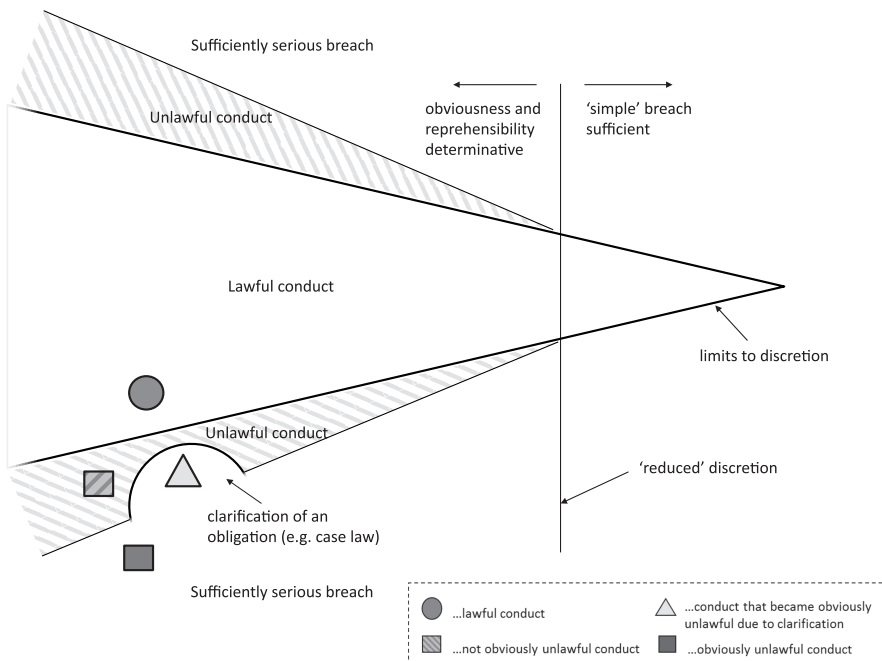 Sufficiently serious breach
Unlawful conduct
obviousness and
reprehensibility
determinative
‘simple’ breach
sufficient
Lawful conduct
limits to discretion
Unlawful conduct
‘reduced’ discretion
clarification of an
obligation (e.g. case law)
Sufficiently serious breach
...lawful conduct
...conduct that became obviously
unlawful due to clarification
...not obviously unlawful conduct
...obviously unlawful conduct